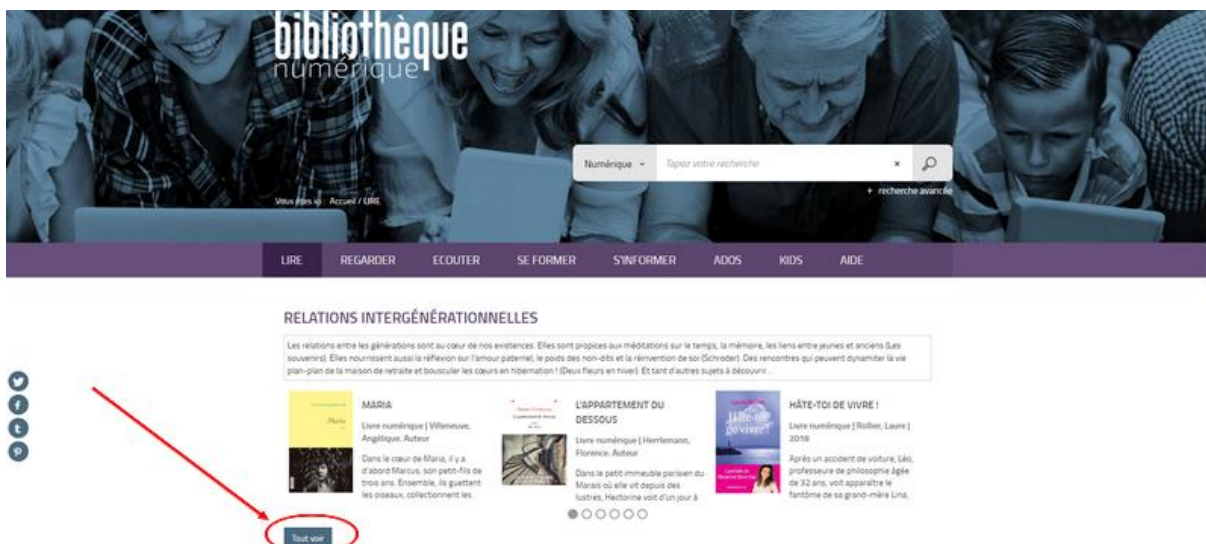 bibliothèque
numérique
Numérique
Tapez votre recherche
×
+ recherche avancée
Vous êtes ici : Accueil / LIRE
LIRE REGARDER ECOUTER SE FORMER S'INFORMER ADOS KIDS AIDE
RELATIONS INTERGÉNÉRATIONNELLES
Les relations entre les générations sont au cœur de nos existences. Elles sont propices aux méditations sur le temps, la mémoire, les liens entre jeunes et anciens (Les
souvenirs). Elles nourrissent aussi la réflexion sur l'amour paternel, le poids des non-dits et la réinvention de soi (Schroder). Des rencontres qui peuvent dynamiter la vie
plan-plan de la maison de retraite et bousculer les cœurs en hibernation ! (Deux fleurs en hiver). Et tant d'autres sujets à découvrir...
Maria
MARIA
Livre numérique | Villeneuve,
Angélique. Auteur
Dans le cœur de Maria, il y a
d'abord Marcus, son petit-fils de
trois ans. Ensemble, ils guettent
les oiseaux, collectionnent les
L'APPARTEMENT DU
DESSOUS
Livre numérique | Herrlemann,
Florence. Auteur
Dans le petit immeuble parisien du
Marais où elle vit depuis des
lustres, Hectorine voit d'un jour à
Hâte-toi
de vivre !
HÂTE-TOI DE VIVRE !
Livre numérique | Rollier, Laure |
2018
Après un accident de voiture, Léo,
professeure de philosophie âgée
de 32 ans, voit apparaître le
fantôme de sa grand-mère Lina,
Tout voir